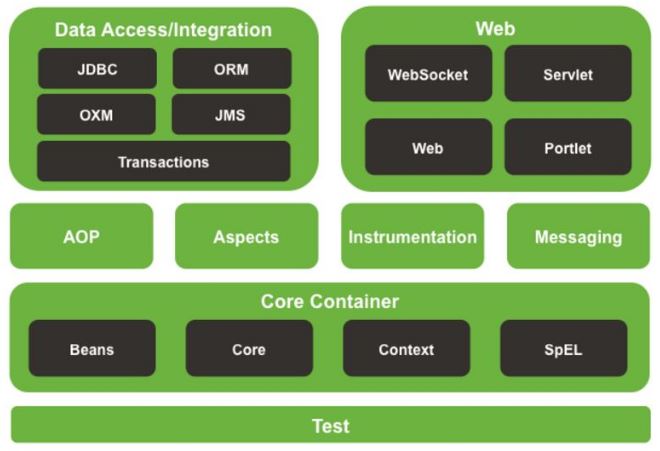 Data Access/Integration
JDBC
ORM
OXM
JMS
Transactions
Web
WebSocket
Servlet
Web
Portlet
AOP
Aspects
Instrumentation
Messaging
Core Container
Beans
Core
Context
SpEL
Test